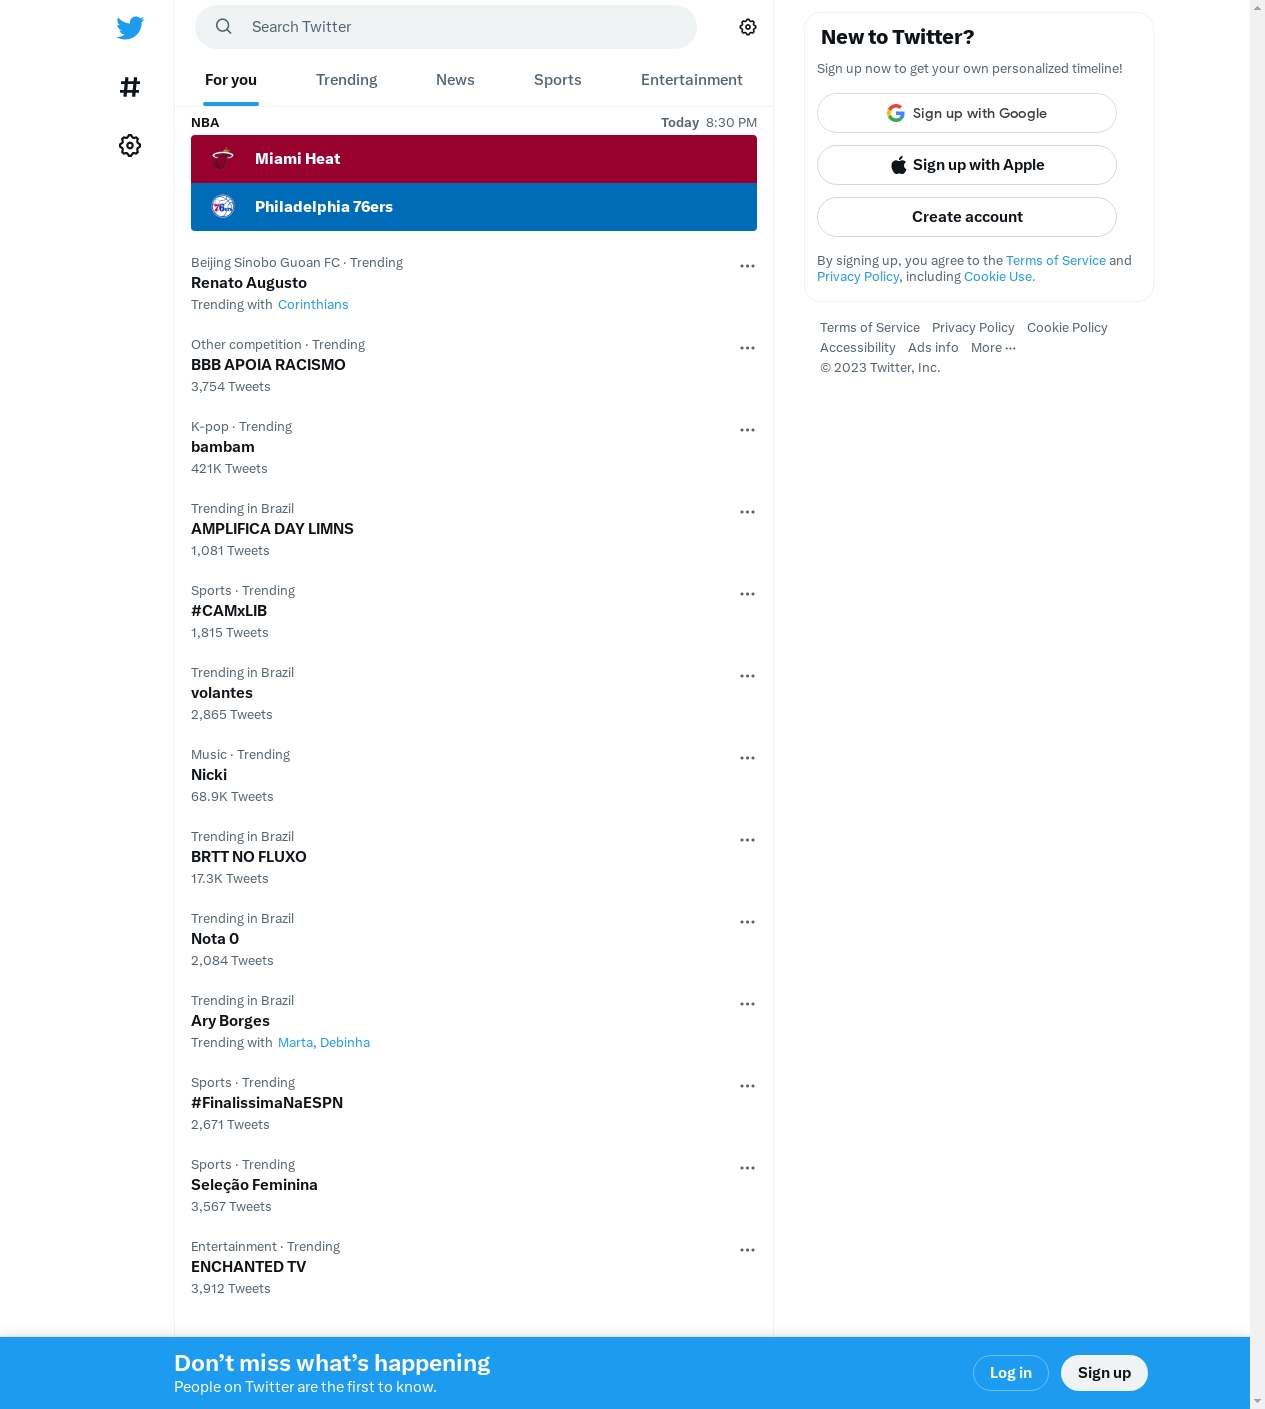 Search Twitter
For you
Trending
News
Sports
Entertainment
NBA
Today 8:30 PM
Miami Heat
Philadelphia 76ers
Beijing Sinobo Guoan FC · Trending
Renato Augusto
Trending with Corinthians
Other competition · Trending
BBB APOIA RACISMO
3,754 Tweets
K-pop · Trending
bambam
421K Tweets
Trending in Brazil
AMPLIFICA DAY LIMNS
1,081 Tweets
Sports · Trending
#CAMxLIB
1,815 Tweets
Trending in Brazil
volantes
2,865 Tweets
Music · Trending
Nicki
68.9K Tweets
Trending in Brazil
BRTT NO FLUXO
17.3K Tweets
Trending in Brazil
Nota 0
2,084 Tweets
Trending in Brazil
Ary Borges
Trending with Marta, Debinha
Sports · Trending
#FinalissimaNaESPN
2,671 Tweets
Sports · Trending
Seleção Feminina
3,567 Tweets
Entertainment · Trending
ENCHANTED TV
3,912 Tweets
New to Twitter?
Sign up now to get your own personalized timeline!
Sign up with Google
Sign up with Apple
Create account
By signing up, you agree to the Terms of Service and
Privacy Policy, including Cookie Use.
Terms of Service Privacy Policy Cookie Policy
Accessibility Ads info More ···
© 2023 Twitter, Inc.
Don’t miss what’s happening
People on Twitter are the first to know.
Log in
Sign up